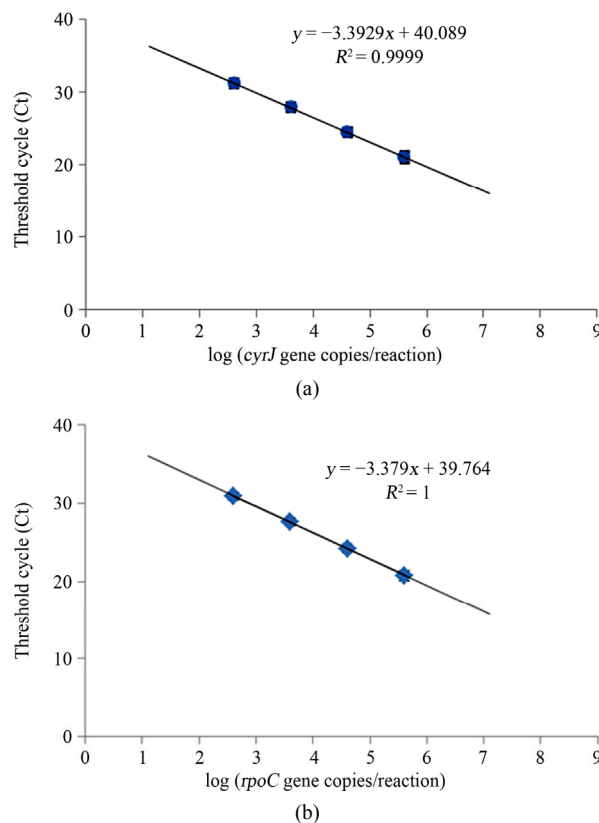 40
y = −3.3929x + 40.089
R² = 0.9999
30
20
10
0
Threshold cycle (Ct)
0 1 2 3 4 5 6 7 8 9
log (cyrJ gene copies/reaction)
(a)
40
y = −3.379x + 39.764
R² = 1
30
20
10
0
Threshold cycle (Ct)
0 1 2 3 4 5 6 7 8 9
log (rpoC gene copies/reaction)
(b)